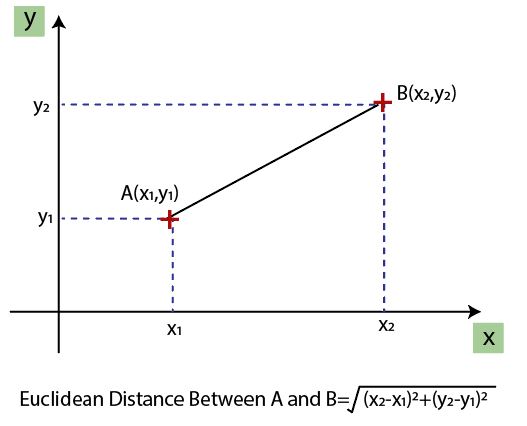 y
y₂
B(x₂,y₂)
A(x₁,y₁)
y₁
x₁
x₂
x
Euclidean Distance Between A and B=√(x₂-x₁)²+(y₂-y₁)²